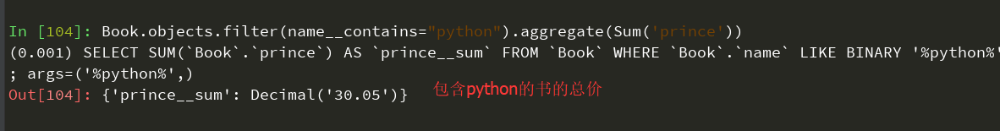 In [104]: Book.objects.filter(name__contains="python").aggregate(Sum('prince'))
(0.001) SELECT SUM(`Book`.`prince`) AS `prince__sum` FROM `Book` WHERE `Book`.`name` LIKE BINARY '%python%'
; args=('%python%',)
Out[104]: {'prince__sum': Decimal('30.05')}
包含python的书的总价